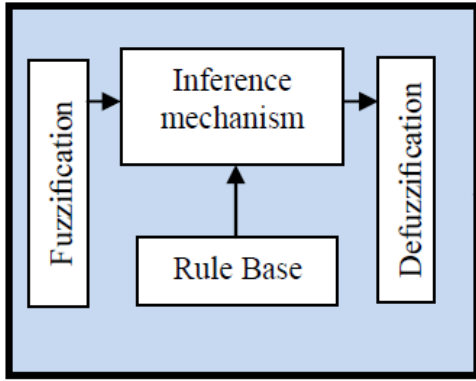 Fuzzification
Inference
mechanism
Rule Base
Defuzzification